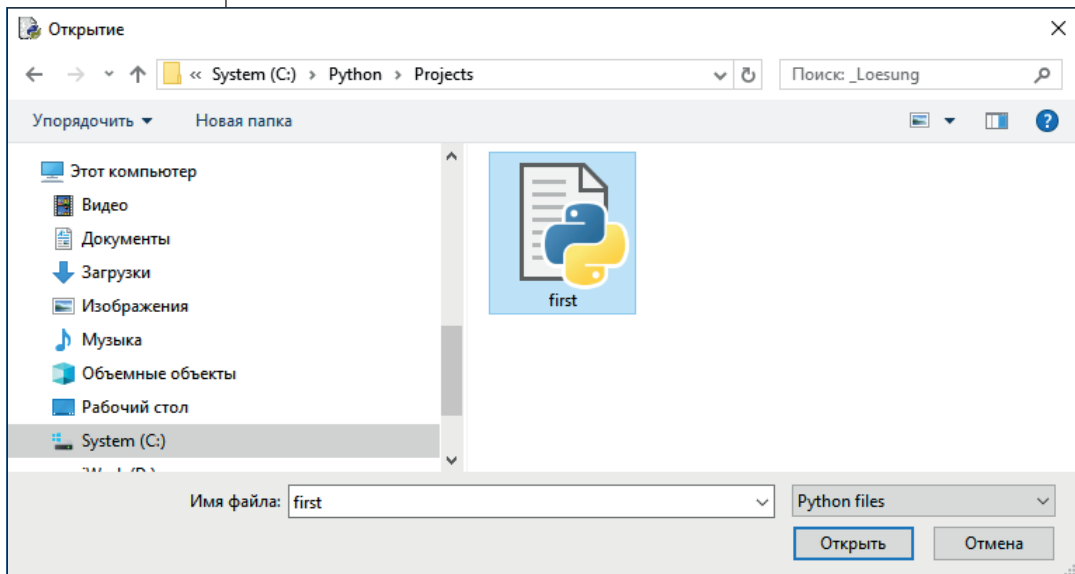 Открытие
« System (C:) › Python › Projects
Поиск: _Loesung
Упорядочить
Новая папка
Этот компьютер
Видео
Документы
Загрузки
Изображения
Музыка
Объемные объекты
Рабочий стол
System (C:)
first
Имя файла: first
Python files
Открыть
Отмена